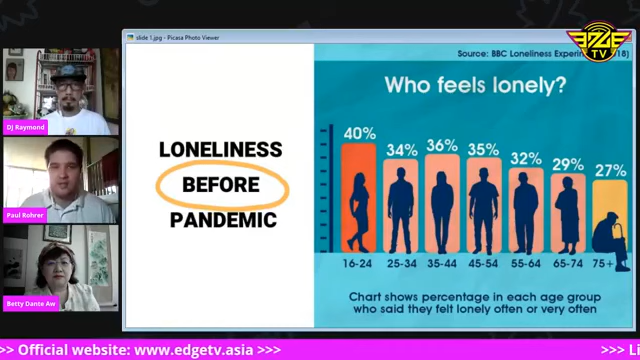 slide 1.jpg - Picasa Photo Viewer
EDGE
TV
Source: BBC Loneliness Experi
18)
Who feels lonely?
DJ Raymond
Paul Rohrer
Betty Dante Aw
LONELINESS
BEFORE
PANDEMIC
40% 34% 36% 35% 32% 29% 27%
16-24 25-34 35-44 45-54 55-64 65-74 75+
Chart shows percentage in each age group
who said they felt lonely often or very often
>> Official website: www.edgetv.asia >>> >>> Li